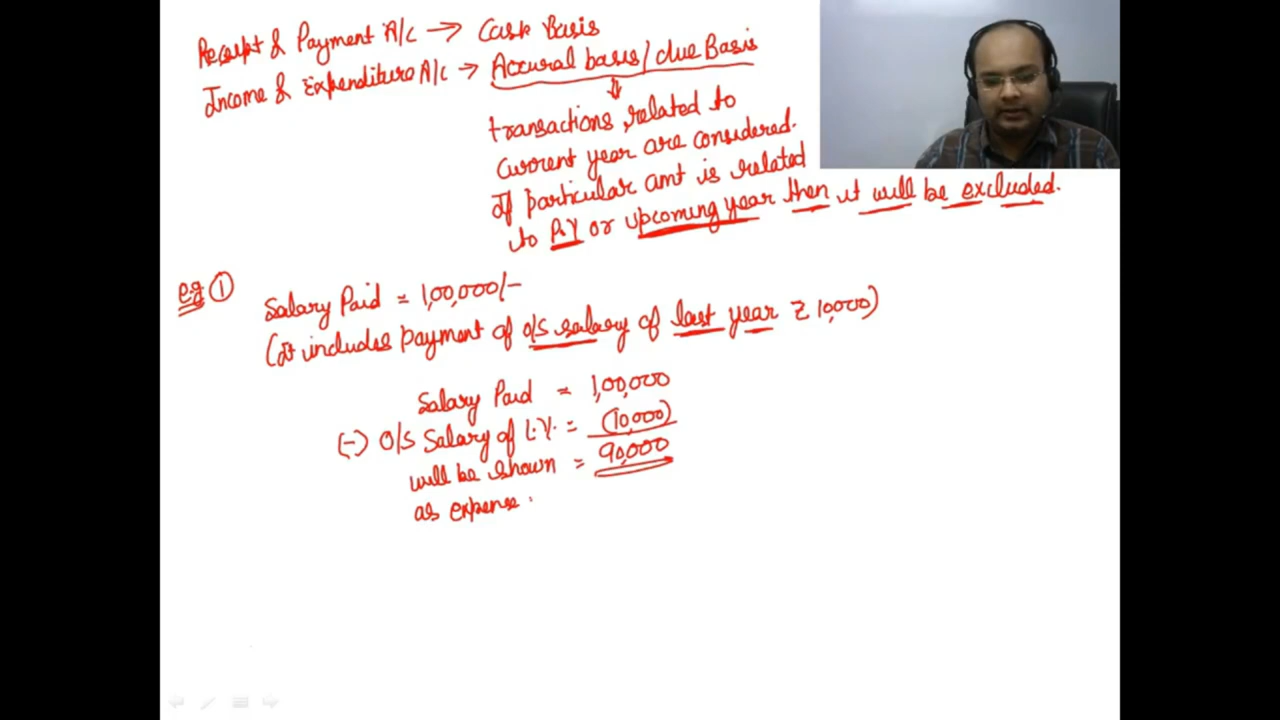 Receipt & Payment A/c → Cash Basis
Income & Expenditure A/c → Accural basis/due Basis
transactions related to
current year are considered.
If particular amt is related
to P.Y or upcoming year then it will be excluded.
e.g ① Salary Paid = 1,00,000/-
(It includes payment of o/s salary of last year ₹ 10,000)
Salary Paid = 1,00,000
(-) O/S Salary of L.Y. = (10,000)
will be shown = 90,000
as expense